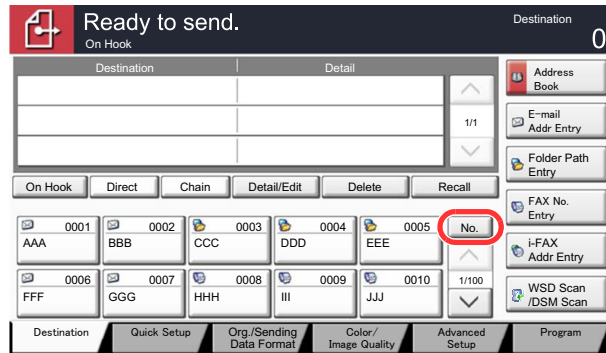 Ready to send.
On Hook
Destination
0
Destination Detail
1/1
Address
Book
E-mail
Addr Entry
Folder Path
Entry
FAX No.
Entry
i-FAX
Addr Entry
WSD Scan
/DSM Scan
On Hook Direct Chain Detail/Edit Delete Recall
0001 0002 0003 0004 0005 No.
AAA BBB CCC DDD EEE
0006 0007 0008 0009 0010 1/100
FFF GGG HHH III JJJ
Destination Quick Setup Org./Sending
Data Format Color/
Image Quality Advanced
Setup Program